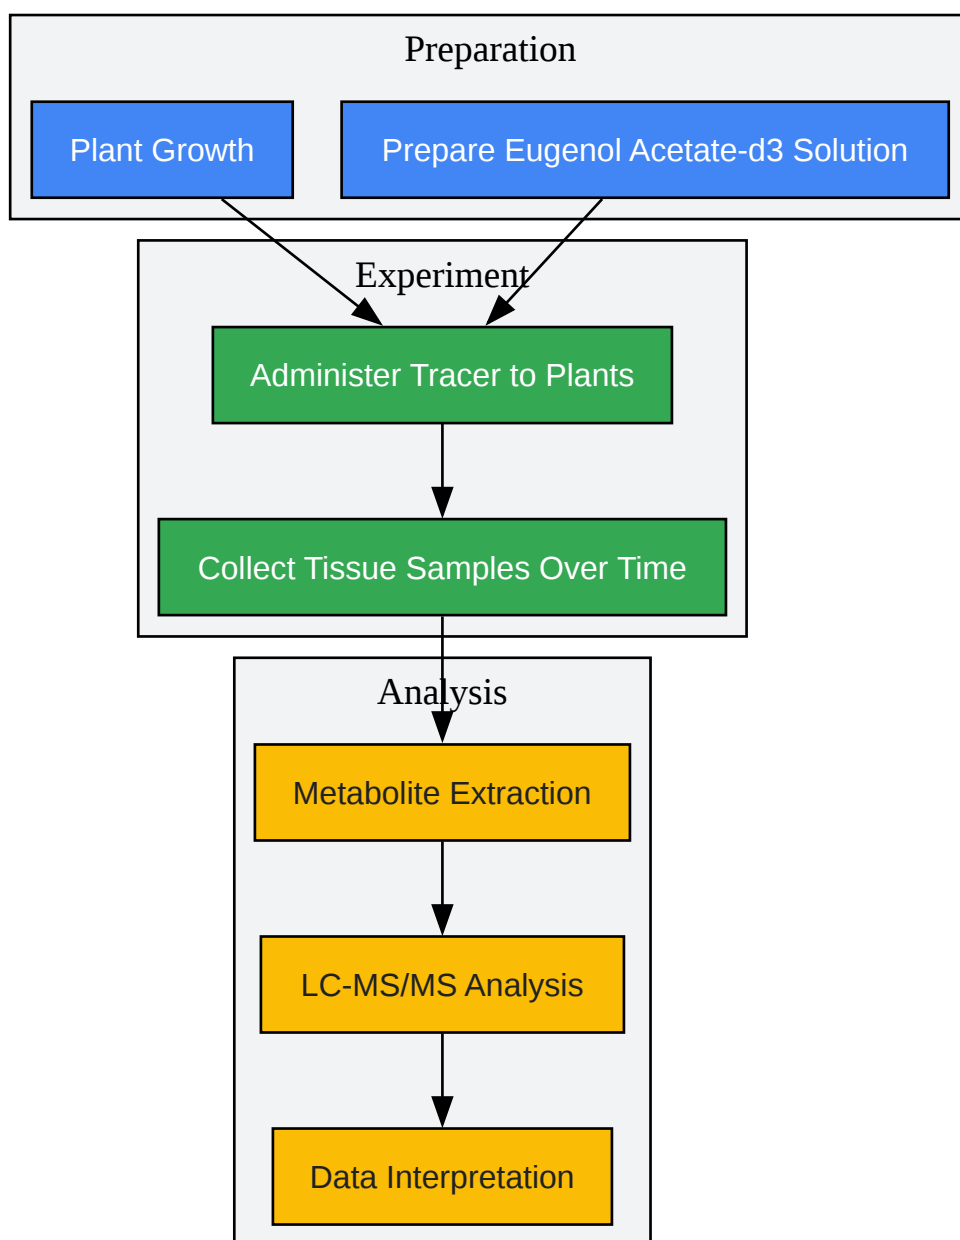 Preparation
Plant Growth
Prepare Eugenol Acetate-d3 Solution
Experiment
Administer Tracer to Plants
Collect Tissue Samples Over Time
Analysis
Metabolite Extraction
LC-MS/MS Analysis
Data Interpretation